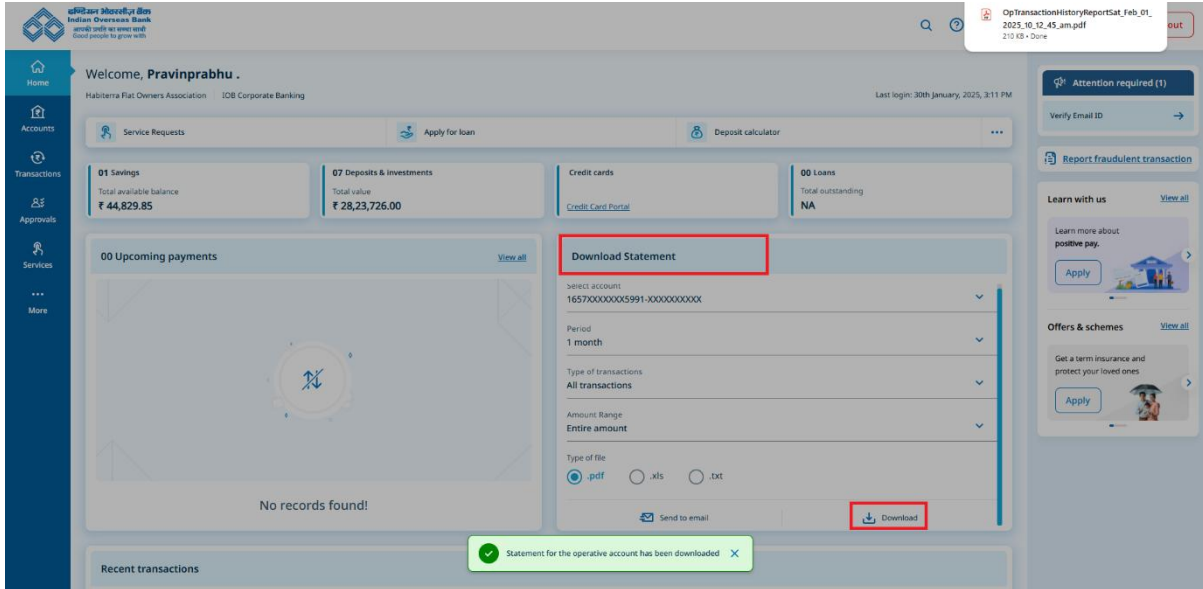 इण्डियन ओवरसीज़ बैंक
Indian Overseas Bank
आपकी प्रगति का सच्चा साथी
Good people to grow with
OpTransactionHistoryReportSat_Feb_01_
2025_10_12_45_am.pdf
210 KB • Done
out
Home
Accounts
Transactions
Approvals
Services
More
Welcome, Pravinprabhu .
Habiterra Flat Owners Association
IOB Corporate Banking
Last login: 30th January, 2025, 3:11 PM
Service Requests
Apply for loan
Deposit calculator
01 Savings
Total available balance
₹ 44,829.85
07 Deposits & investments
Total value
₹ 28,23,726.00
Credit cards
Credit Card Portal
00 Loans
Total outstanding
NA
00 Upcoming payments
View all
No records found!
Download Statement
Select account
1657XXXXXXX5991-XXXXXXXXXX
Period
1 month
Type of transactions
All transactions
Amount Range
Entire amount
Type of file
.pdf
.xls
.txt
Send to email
Download
Statement for the operative account has been downloaded
Recent transactions
Attention required (1)
Verify Email ID
Report fraudulent transaction
Learn with us
View all
Learn more about
positive pay.
Apply
Offers & schemes
View all
Get a term insurance and
protect your loved ones
Apply